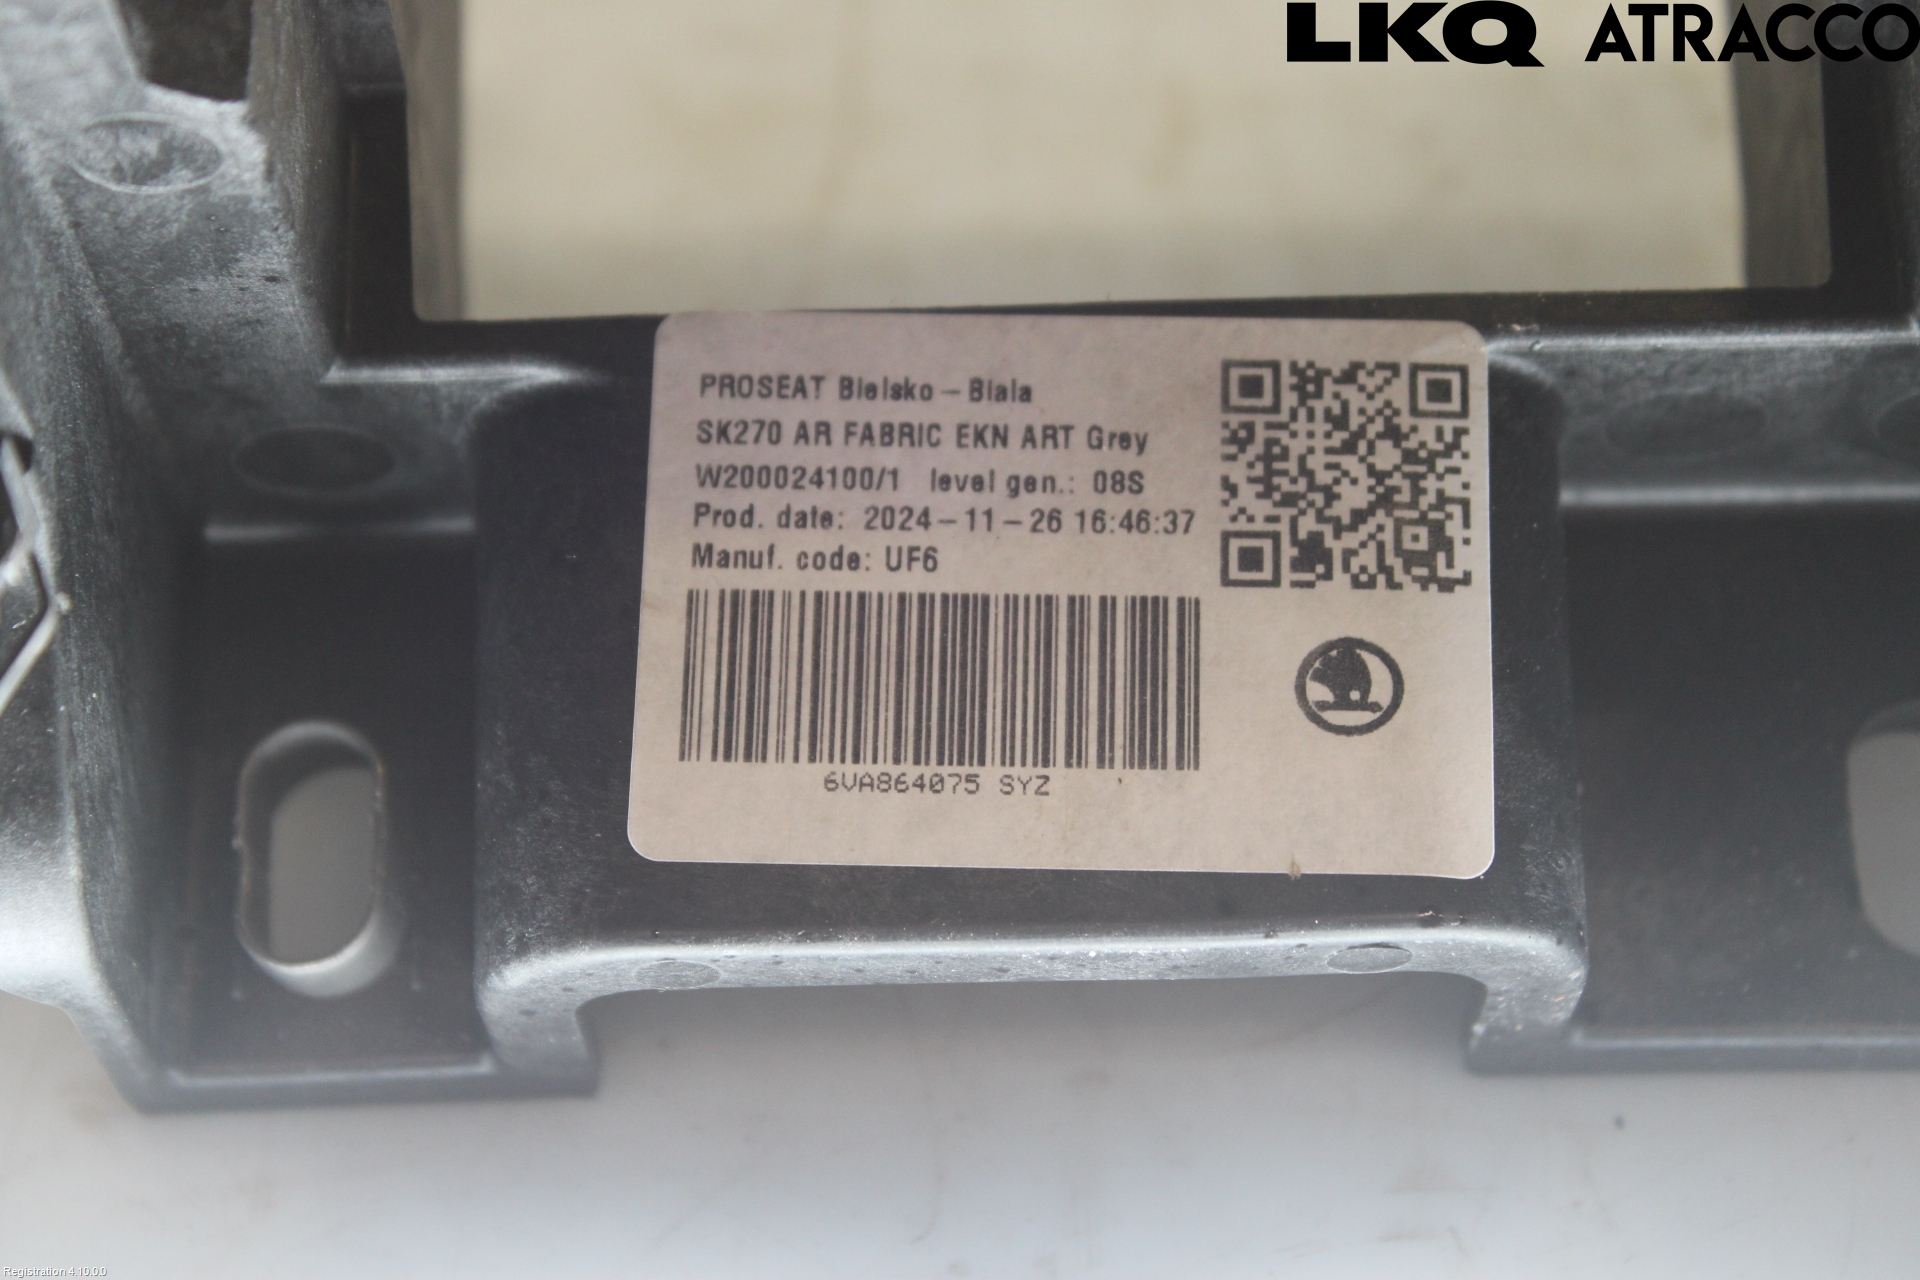 LKQ ATRACCO
PROSEAT Bielsko - Biala
SK270 AR FABRIC EKN ART Grey
W200024100/1 level gen.: 08S
Prod. date: 2024-11-26 16:46:37
Manuf. code: UF6
6VA864075 SYZ
Registration 4.10.0.0